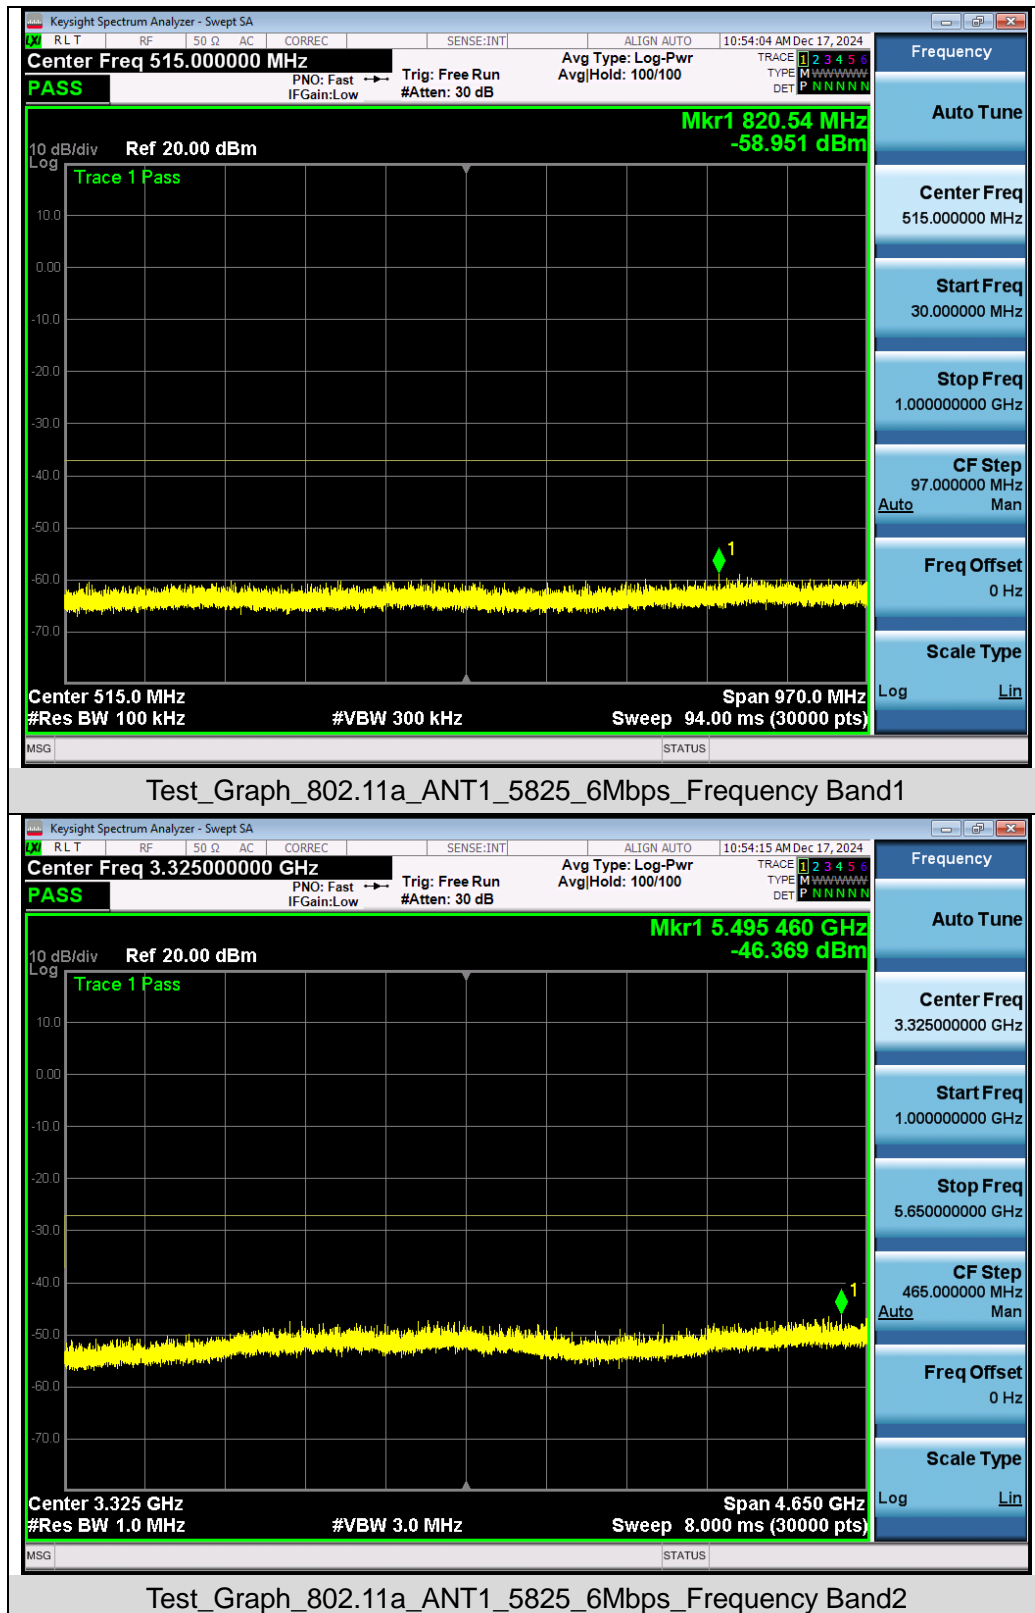 Keysight Spectrum Analyzer - Swept SA
LXI RL T RF 50 Ω AC CORREC SENSE:INT ALIGN AUTO 10:54:04 AM Dec 17, 2024
Center Freq 515.000000 MHz
PASS
PNO: Fast
IFGain:Low
Trig: Free Run
#Atten: 30 dB
Avg Type: Log-Pwr
Avg|Hold: 100/100
TRACE 1 2 3 4 5 6
TYPE M WWWWW
DET P N N N N N
Mkr1 820.54 MHz
-58.951 dBm
10 dB/div Ref 20.00 dBm
Log
Trace 1 Pass
10.0
0.00
-10.0
-20.0
-30.0
-40.0
-50.0
-60.0
-70.0
1
Center 515.0 MHz Span 970.0 MHz
#Res BW 100 kHz #VBW 300 kHz Sweep 94.00 ms (30000 pts)
MSG STATUS
Frequency
Auto Tune
Center Freq
515.000000 MHz
Start Freq
30.000000 MHz
Stop Freq
1.000000000 GHz
CF Step
97.000000 MHz
Auto Man
Freq Offset
0 Hz
Scale Type
Log Lin
Test_Graph_802.11a_ANT1_5825_6Mbps_Frequency Band1
Keysight Spectrum Analyzer - Swept SA
LXI RL T RF 50 Ω AC CORREC SENSE:INT ALIGN AUTO 10:54:15 AM Dec 17, 2024
Center Freq 3.325000000 GHz
PASS
PNO: Fast
IFGain:Low
Trig: Free Run
#Atten: 30 dB
Avg Type: Log-Pwr
Avg|Hold: 100/100
TRACE 1 2 3 4 5 6
TYPE M WWWWW
DET P N N N N N
Mkr1 5.495 460 GHz
-46.369 dBm
10 dB/div Ref 20.00 dBm
Log
Trace 1 Pass
10.0
0.00
-10.0
-20.0
-30.0
-40.0
-50.0
-60.0
-70.0
1
Center 3.325 GHz Span 4.650 GHz
#Res BW 1.0 MHz #VBW 3.0 MHz Sweep 8.000 ms (30000 pts)
MSG STATUS
Frequency
Auto Tune
Center Freq
3.325000000 GHz
Start Freq
1.000000000 GHz
Stop Freq
5.650000000 GHz
CF Step
465.000000 MHz
Auto Man
Freq Offset
0 Hz
Scale Type
Log Lin
Test_Graph_802.11a_ANT1_5825_6Mbps_Frequency Band2